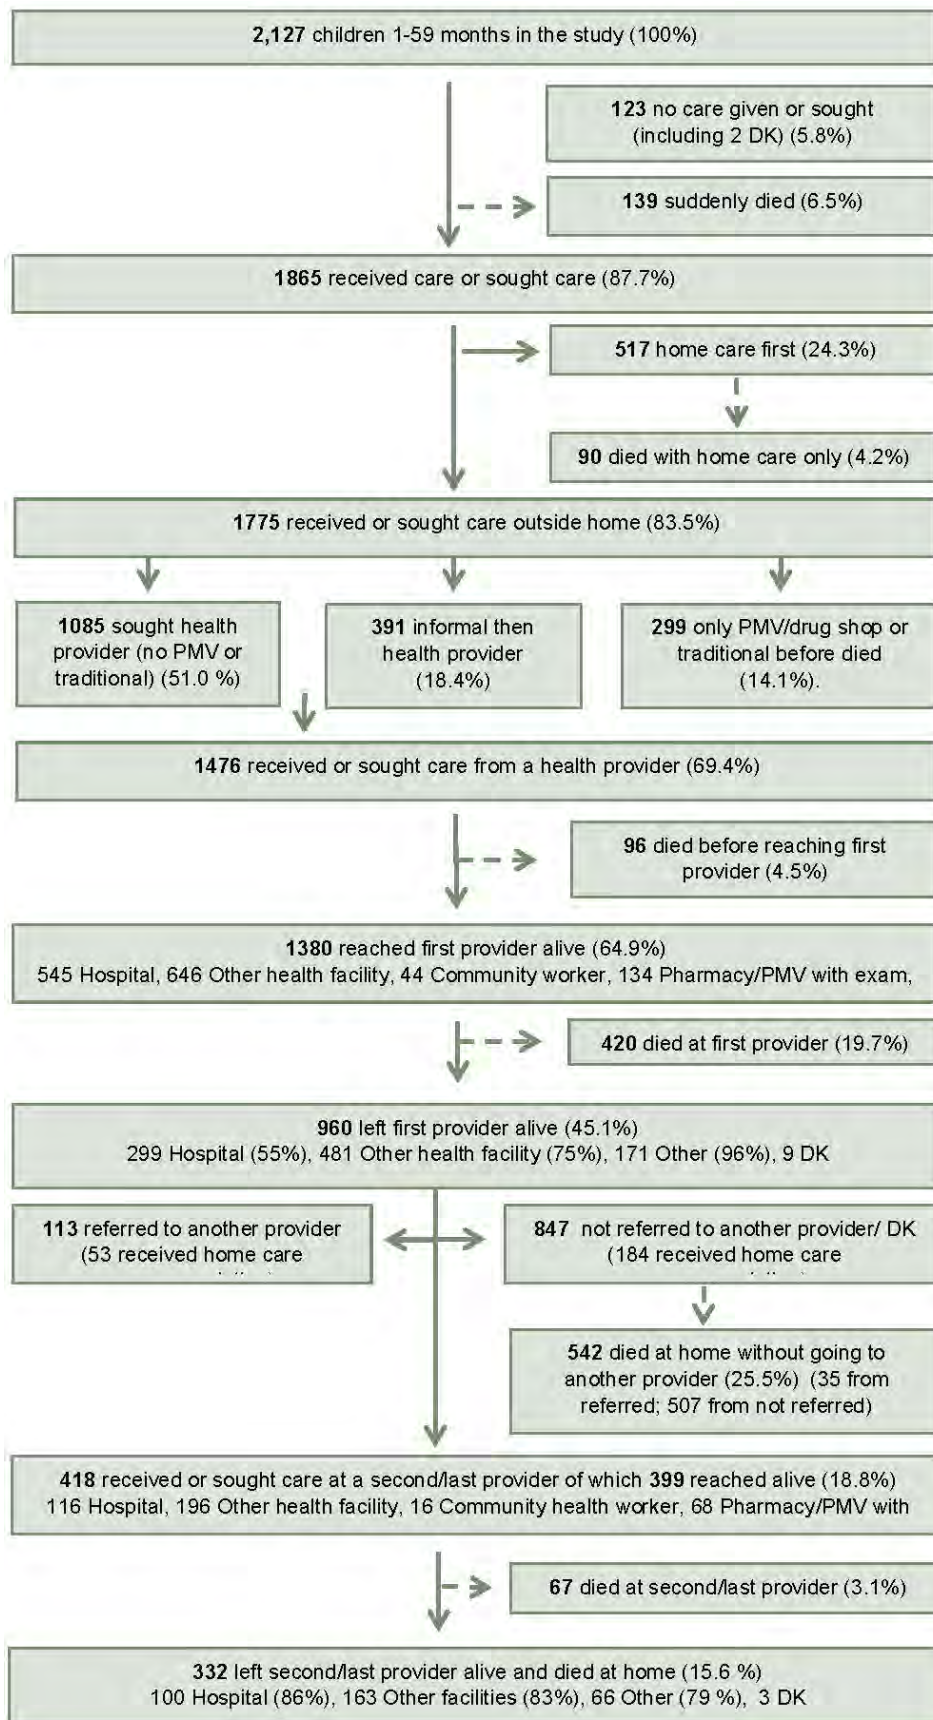 2,127 children 1-59 months in the study (100%)
123 no care given or sought
(including 2 DK) (5.8%)
139 suddenly died (6.5%)
1865 received care or sought care (87.7%)
517 home care first (24.3%)
90 died with home care only (4.2%)
1775 received or sought care outside home (83.5%)
1085 sought health
provider (no PMV or
traditional) (51.0 %)
391 informal then
health provider
(18.4%)
299 only PMV/drug shop or
traditional before died
(14.1%).
1476 received or sought care from a health provider (69.4%)
96 died before reaching first
provider (4.5%)
1380 reached first provider alive (64.9%)
545 Hospital, 646 Other health facility, 44 Community worker, 134 Pharmacy/PMV with exam,
420 died at first provider (19.7%)
960 left first provider alive (45.1%)
299 Hospital (55%), 481 Other health facility (75%), 171 Other (96%), 9 DK
113 referred to another provider
(53 received home care
847 not referred to another provider/ DK
(184 received home care
542 died at home without going to
another provider (25.5%) (35 from
referred; 507 from not referred)
418 received or sought care at a second/last provider of which 399 reached alive (18.8%)
116 Hospital, 196 Other health facility, 16 Community health worker, 68 Pharmacy/PMV with
67 died at second/last provider (3.1%)
332 left second/last provider alive and died at home (15.6 %)
100 Hospital (86%), 163 Other facilities (83%), 66 Other (79 %), 3 DK